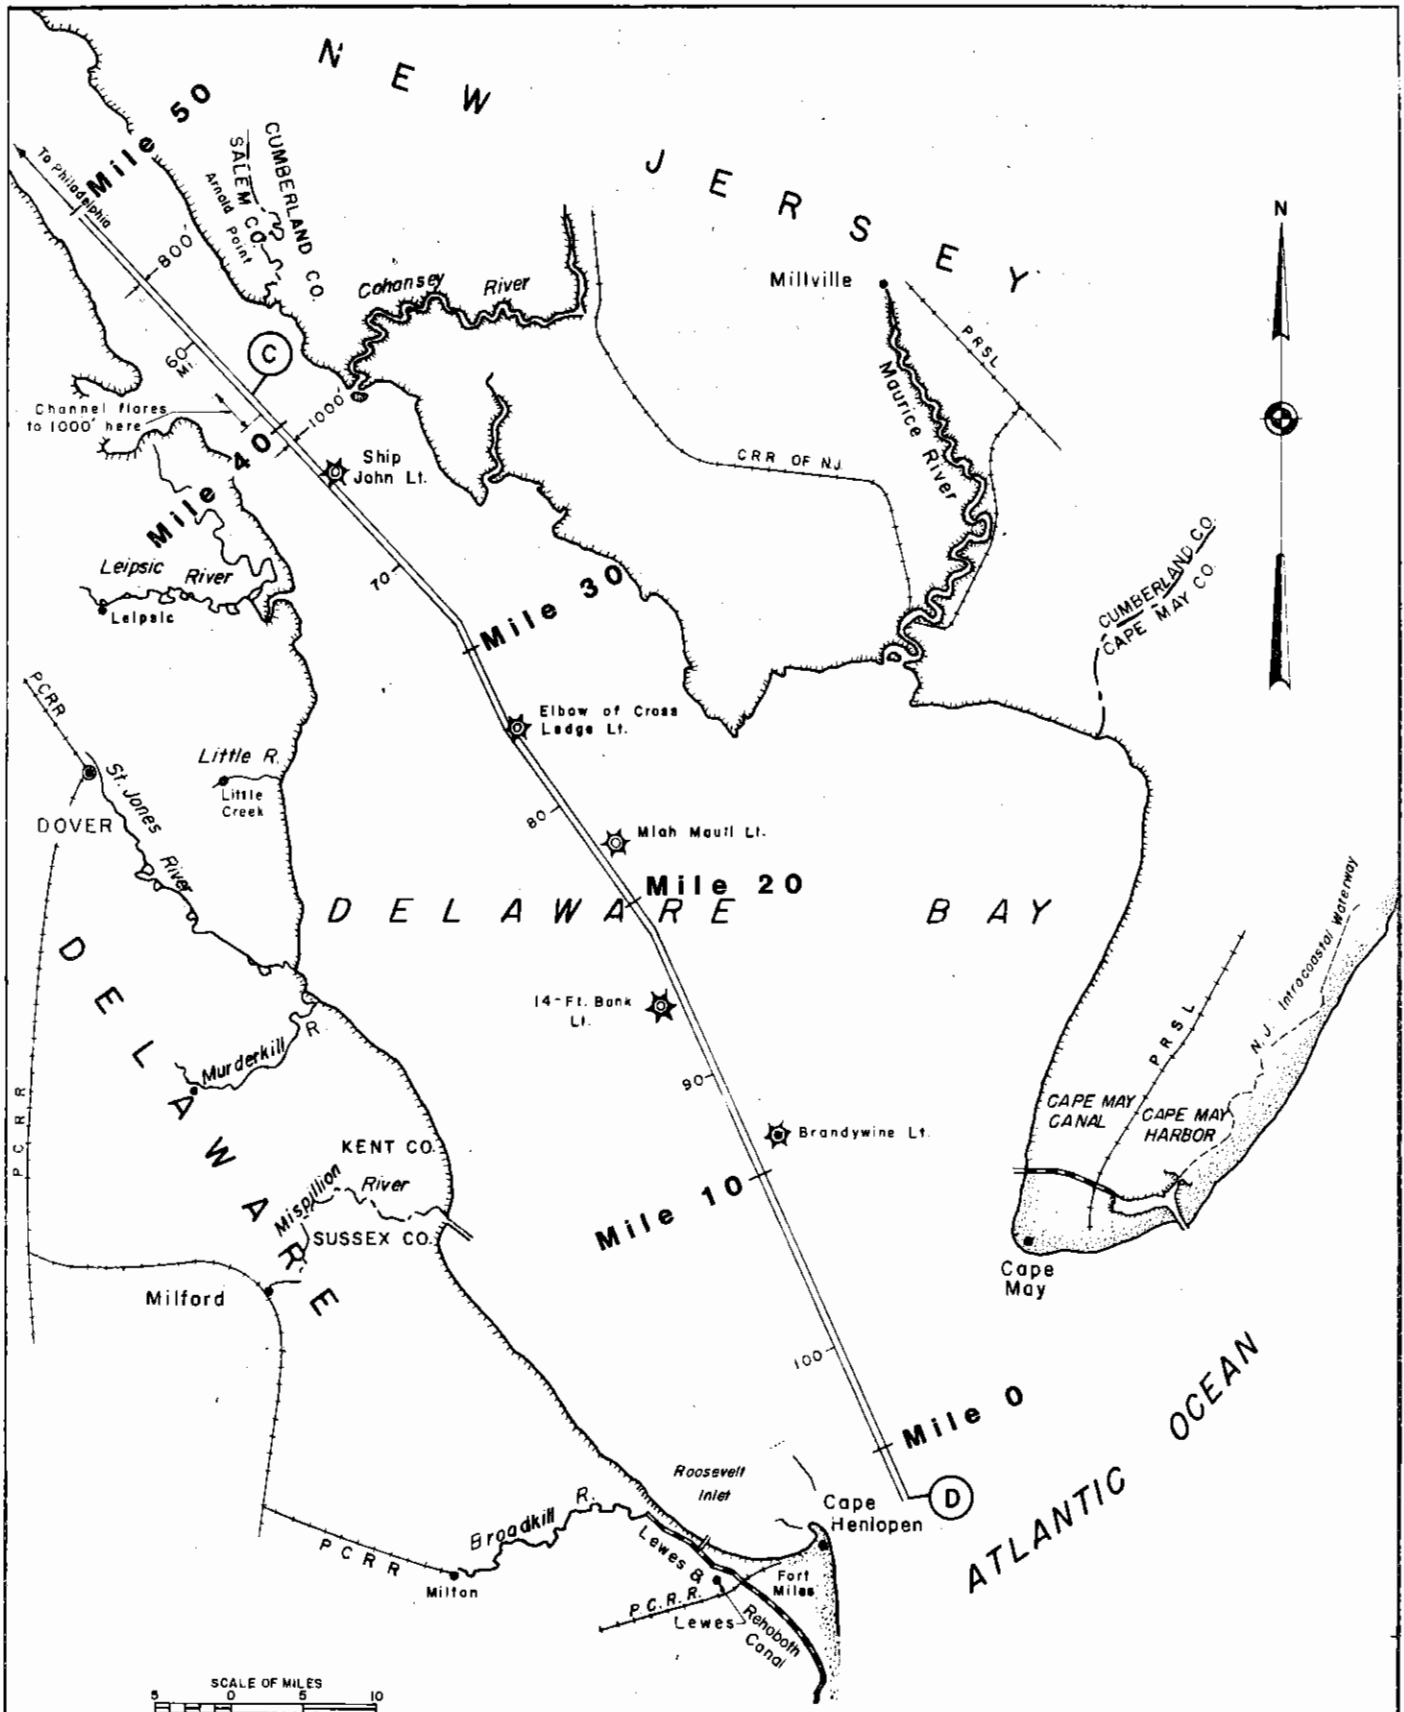 N E W
J E R S E Y
Mile 50
To Philadelphia
CUMBERLAND CO.
SALEM CO.
Arnold Point
800'
Cohansey River
N
Millville
PRSL
60
Mi.
C
Maurice River
Channel flares
to 1000' here
1000'
Mile 40
Ship
John Lt.
CRR OF N.J.
Leipsic River
Leipsic
70
Mile 30
CUMBERLAND CO.
CAPE MAY CO.
PCRR
Elbow of Cross
Ledge Lt.
Little R.
Little
Creek
St. Jones River
DOVER
80
Miah Maull Lt.
Mile 20
DELAWARE BAY
N.J. Intracoastal Waterway
DELAWARE
14-Ft. Bank
Lt.
PRSL
Murderkill R.
90
PCRR
CAPE MAY
CANAL
CAPE MAY
HARBOR
Brandywine Lt.
KENT CO.
Mispillion River
SUSSEX CO.
Mile 10
Milford
Cape
May
100
Mile 0
ATLANTIC OCEAN
Roosevelt
Inlet
D
Cape
Henlopen
Broadkill R.
PCRR
Milton
Lewes &
Rehoboth
Canal
Fort
Miles
P.C.R.R.
Lewes
SCALE OF MILES
5 0 5 10